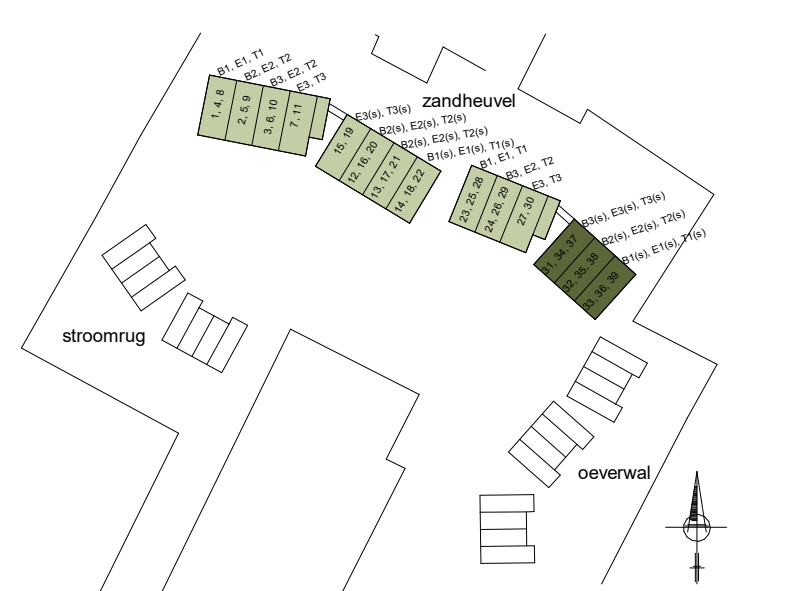 B1, E1, T1
B2, E2, T2
B3, E2, T2
E3, T3
1, 4, 8
2, 5, 9
3, 6, 10
7, 11
zandheuvel
E3(s), T3(s)
B2(s), E2(s), T2(s)
B2(s), E2(s), T2(s)
B1(s), E1(s), T1(s)
15, 19
12, 16, 20
13, 17, 21
14, 18, 22
B1, E1, T1
B3, E2, T2
E3, T3
23, 25, 28
24, 26, 29
27, 30
B3(s), E3(s), T3(s)
B2(s), E2(s), T2(s)
B1(s), E1(s), T1(s)
31, 34, 37
32, 35, 38
33, 36, 39
stroomrug
oeverwal